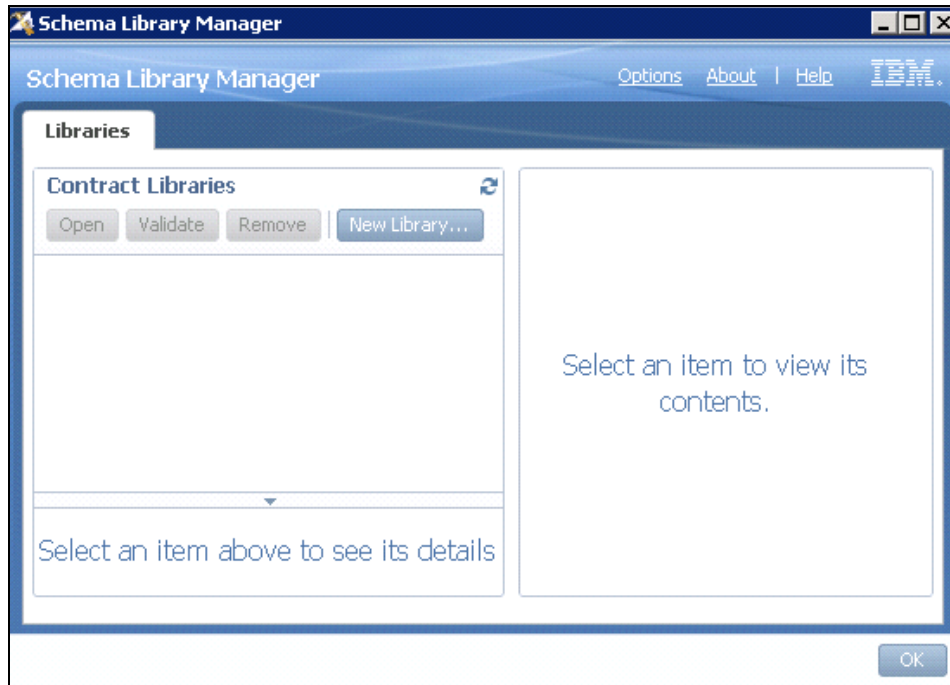 Schema Library Manager
Schema Library Manager Options About | Help IBM.
Libraries
Contract Libraries
Open Validate Remove New Library...
Select an item to view its
contents.
Select an item above to see its details
OK